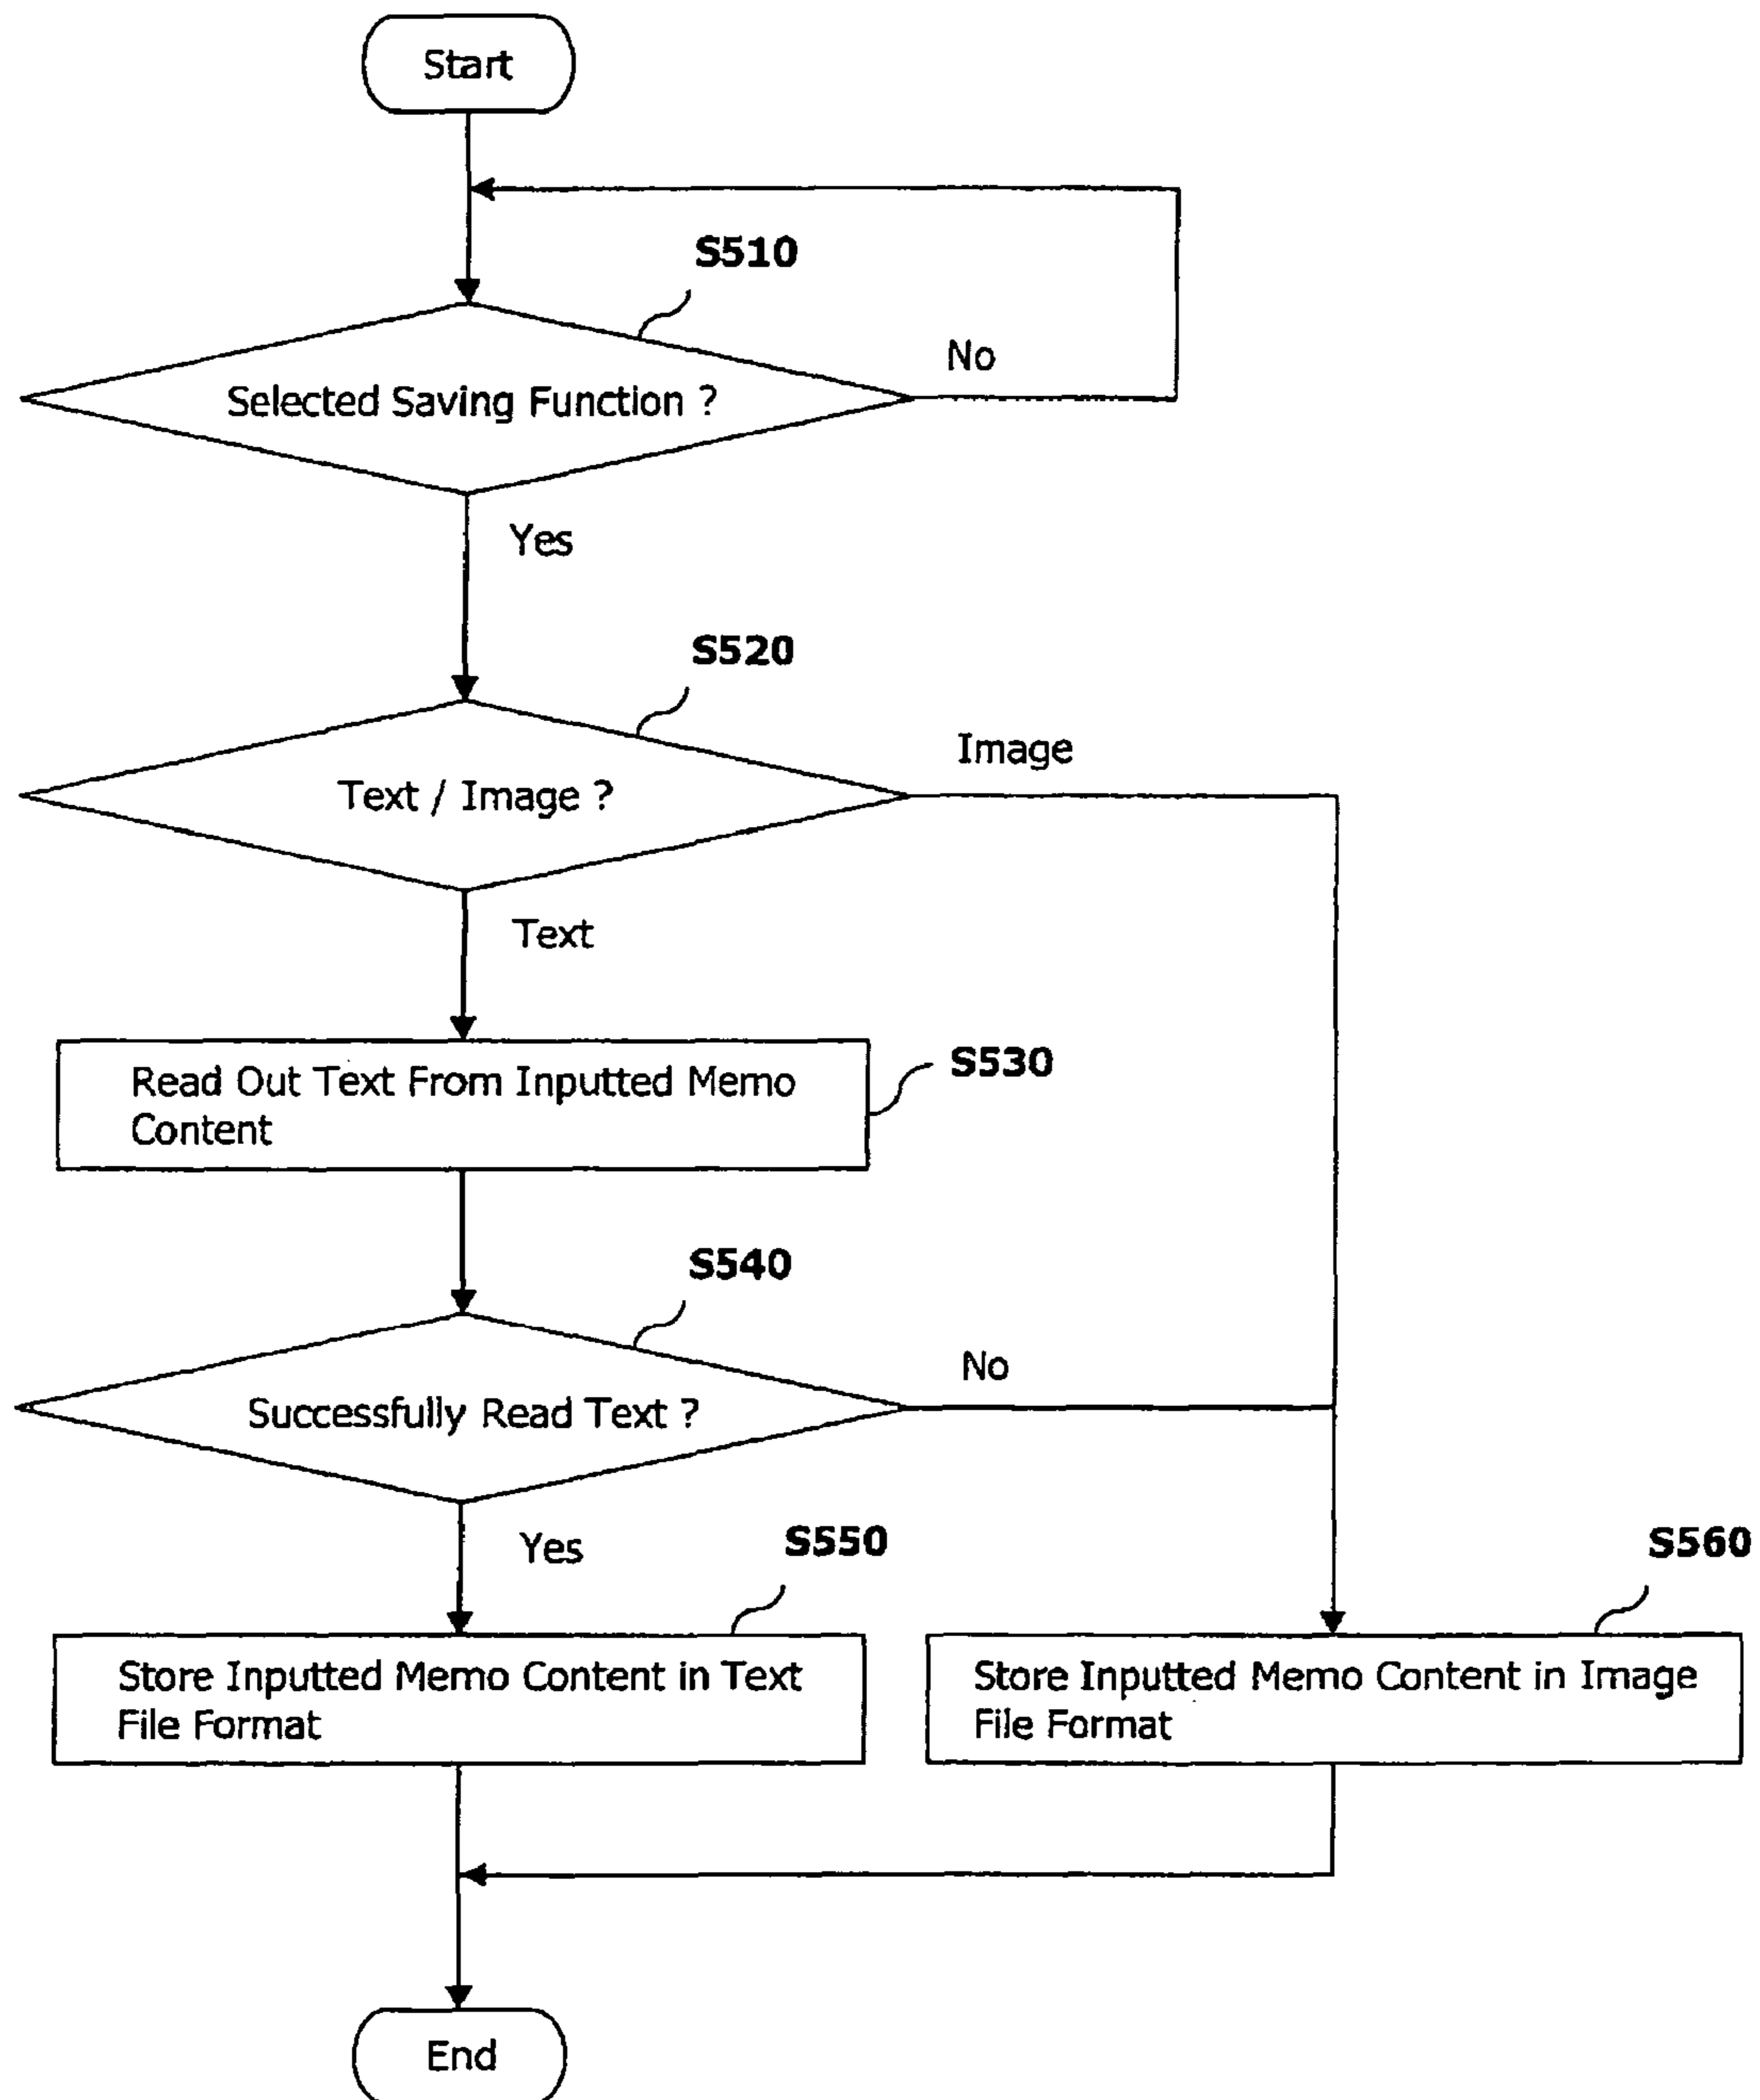 Start
S510
No
Selected Saving Function ?
Yes
S520
Image
Text / Image ?
Text
Read Out Text From Inputted Memo
Content
S530
S540
No
Successfully Read Text ?
Yes
S550
S560
Store Inputted Memo Content in Text
File Format
Store Inputted Memo Content in Image
File Format
End